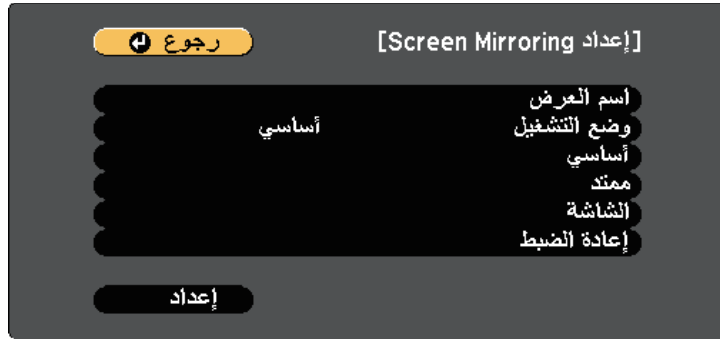 [إعداد Screen Mirroring]
رجوع
اسم العرض
وضع التشغيل أساسي
أساسي
ممتد
الشاشة
إعادة الضبط
إعداد